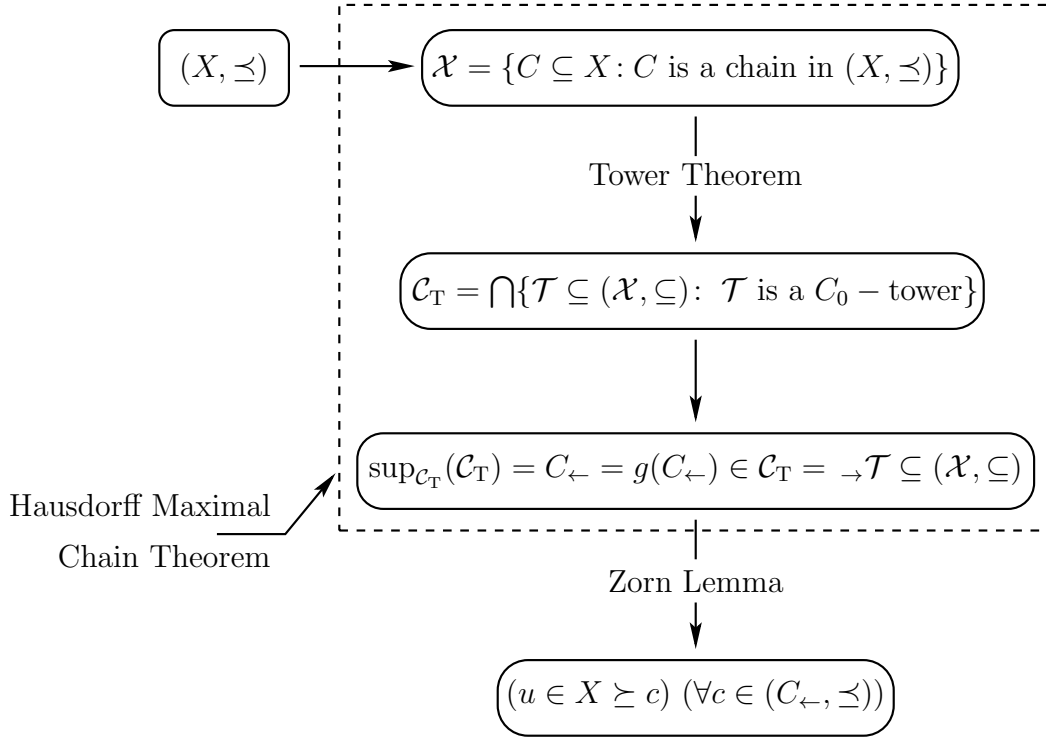 (X, ⪯)
𝒳 = {C ⊆ X : C is a chain in (X, ⪯)}
Tower Theorem
𝒞_T = ⋂{𝒯 ⊆ (𝒳, ⊆) : 𝒯 is a C₀ − tower}
sup_{𝒞_T}(𝒞_T) = C_← = g(C_←) ∈ 𝒞_T = _→𝒯 ⊆ (𝒳, ⊆)
Hausdorff Maximal
Chain Theorem
Zorn Lemma
(u ∈ X ⪰ c) (∀c ∈ (C_←, ⪯))